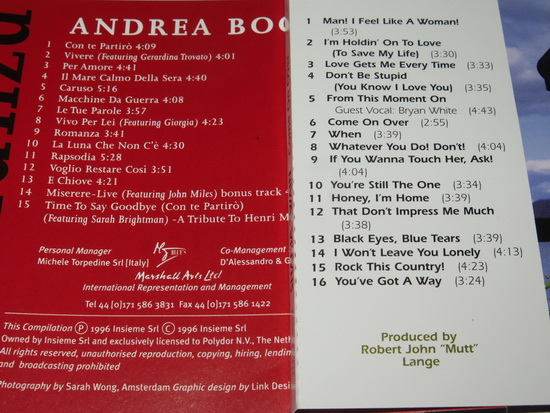 ANDREA BOC
1 Con te Partirò 4:09
2 Vivere (Featuring Gerardina Trovato) 4:01
3 Per Amore 4:41
4 Il Mare Calmo Della Sera 4:40
5 Caruso 5:16
6 Macchine Da Guerra 4:08
7 Le Tue Parole 3:57
8 Vivo Per Lei (Featuring Giorgia) 4:23
9 Romanza 3:41
10 La Luna Che Non C'è 4:30
11 Rapsodia 5:28
12 Voglio Restare Cosi 3:51
13 E Chiove 4:21
14 Miserere-Live (Featuring John Miles) bonus track 4
15 Time To Say Goodbye (Con te Partirò)
(Featuring Sarah Brightman) -A Tribute To Henri M
Personal Manager
Michele Torpedine Srl [Italy]
HITS
Co-Management
D'Alessandro & G
Marshall Arts Ltd
International Representation and Management
Tel 44 [0]171 586 3831 Fax 44 [0]171 586 1422
This Compilation Ⓟ 1996 Insieme Srl © 1996 Insieme Srl
Owned by Insieme Srl and exclusively licensed to Polydor N.V., The Neth
All rights reserved, unauthorised reproduction, copying, hiring, lendin
and broadcasting prohibited
Photography by Sarah Wong, Amsterdam Graphic design by Link Desi
1 Man! I Feel Like A Woman!
(3:53)
2 I'm Holdin' On To Love
(To Save My Life) (3:30)
3 Love Gets Me Every Time (3:33)
4 Don't Be Stupid
(You Know I Love You) (3:35)
5 From This Moment On
Guest Vocal: Bryan White (4:43)
6 Come On Over (2:55)
7 When (3:39)
8 Whatever You Do! Don't! (4:04)
9 If You Wanna Touch Her, Ask!
(4:04)
10 You're Still The One (3:34)
11 Honey, I'm Home (3:39)
12 That Don't Impress Me Much
(3:38)
13 Black Eyes, Blue Tears (3:39)
14 I Won't Leave You Lonely (4:13)
15 Rock This Country! (4:23)
16 You've Got A Way (3:24)
Produced by
Robert John "Mutt"
Lange